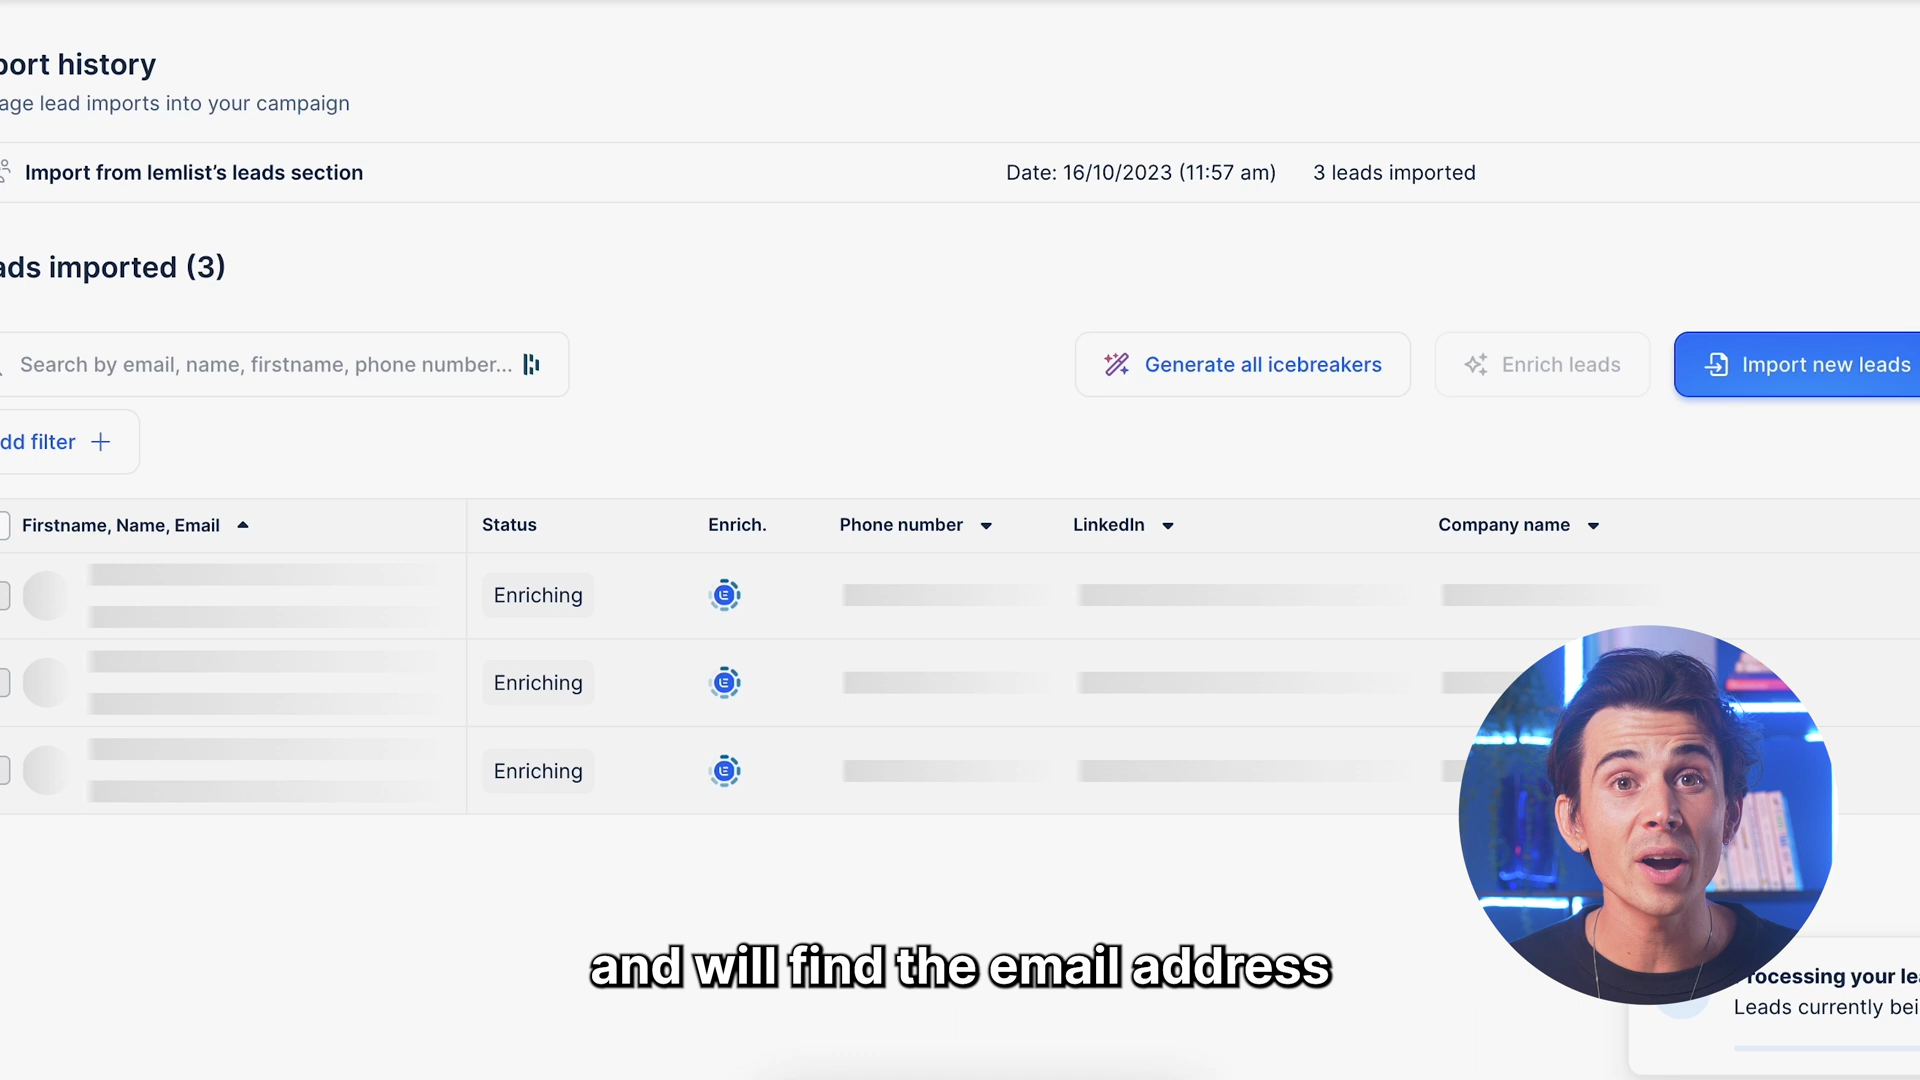 port history
age lead imports into your campaign
Import from lemlist's leads section
Date: 16/10/2023 (11:57 am)
3 leads imported
ads imported (3)
Search by email, name, firstname, phone number...
Generate all icebreakers
Enrich leads
Import new leads
dd filter
Firstname, Name, Email
Status
Enrich.
Phone number
LinkedIn
Company name
Enriching
Enriching
Enriching
and will find the email address
rocessing your lea
Leads currently bei